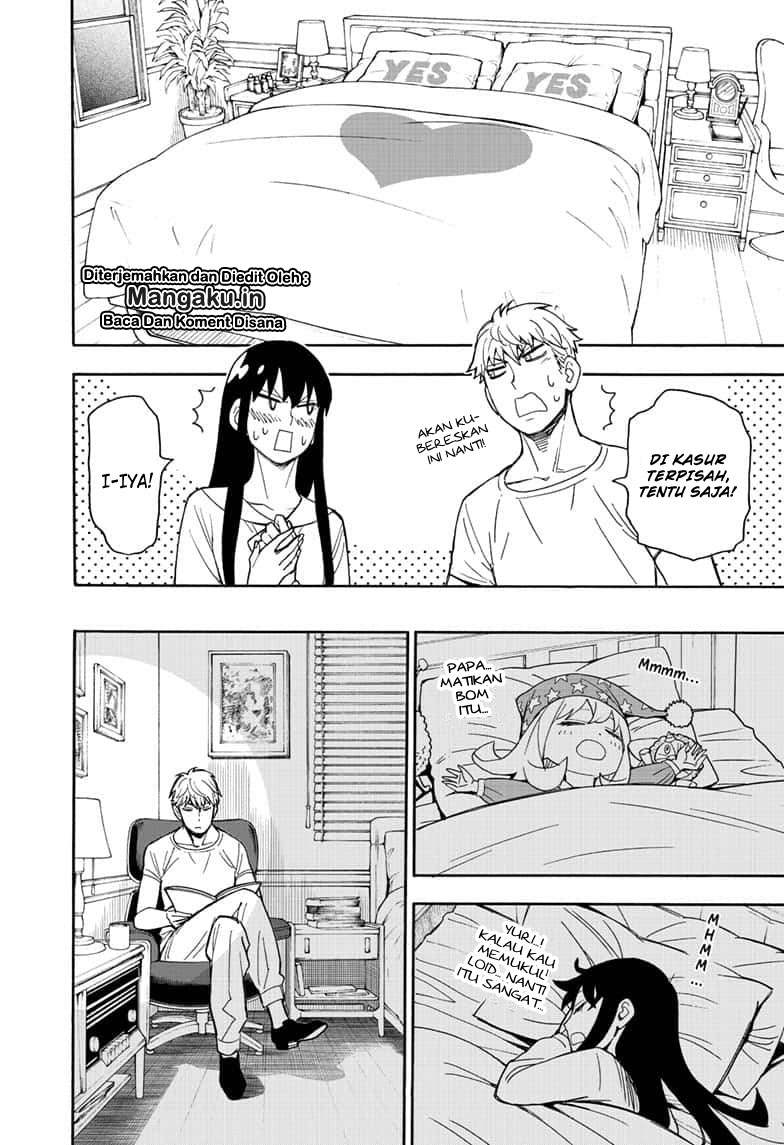 YES
YES
Diterjemahkan dan Diedit Oleh :
Mangaku.in
Baca Dan Koment Disana
DI KASUR
TERPISAH,
TENTU SAJA!
AKAN KU-
BERESKAN
INI NANTI!
I-IYA!
Mmmm...
PAPA...
MATIKAN
BOM
ITU...
MHMM...
YURI..!
KALAU KAU
MEMUKUL
LOID.. NANTI
ITU SANGAT...